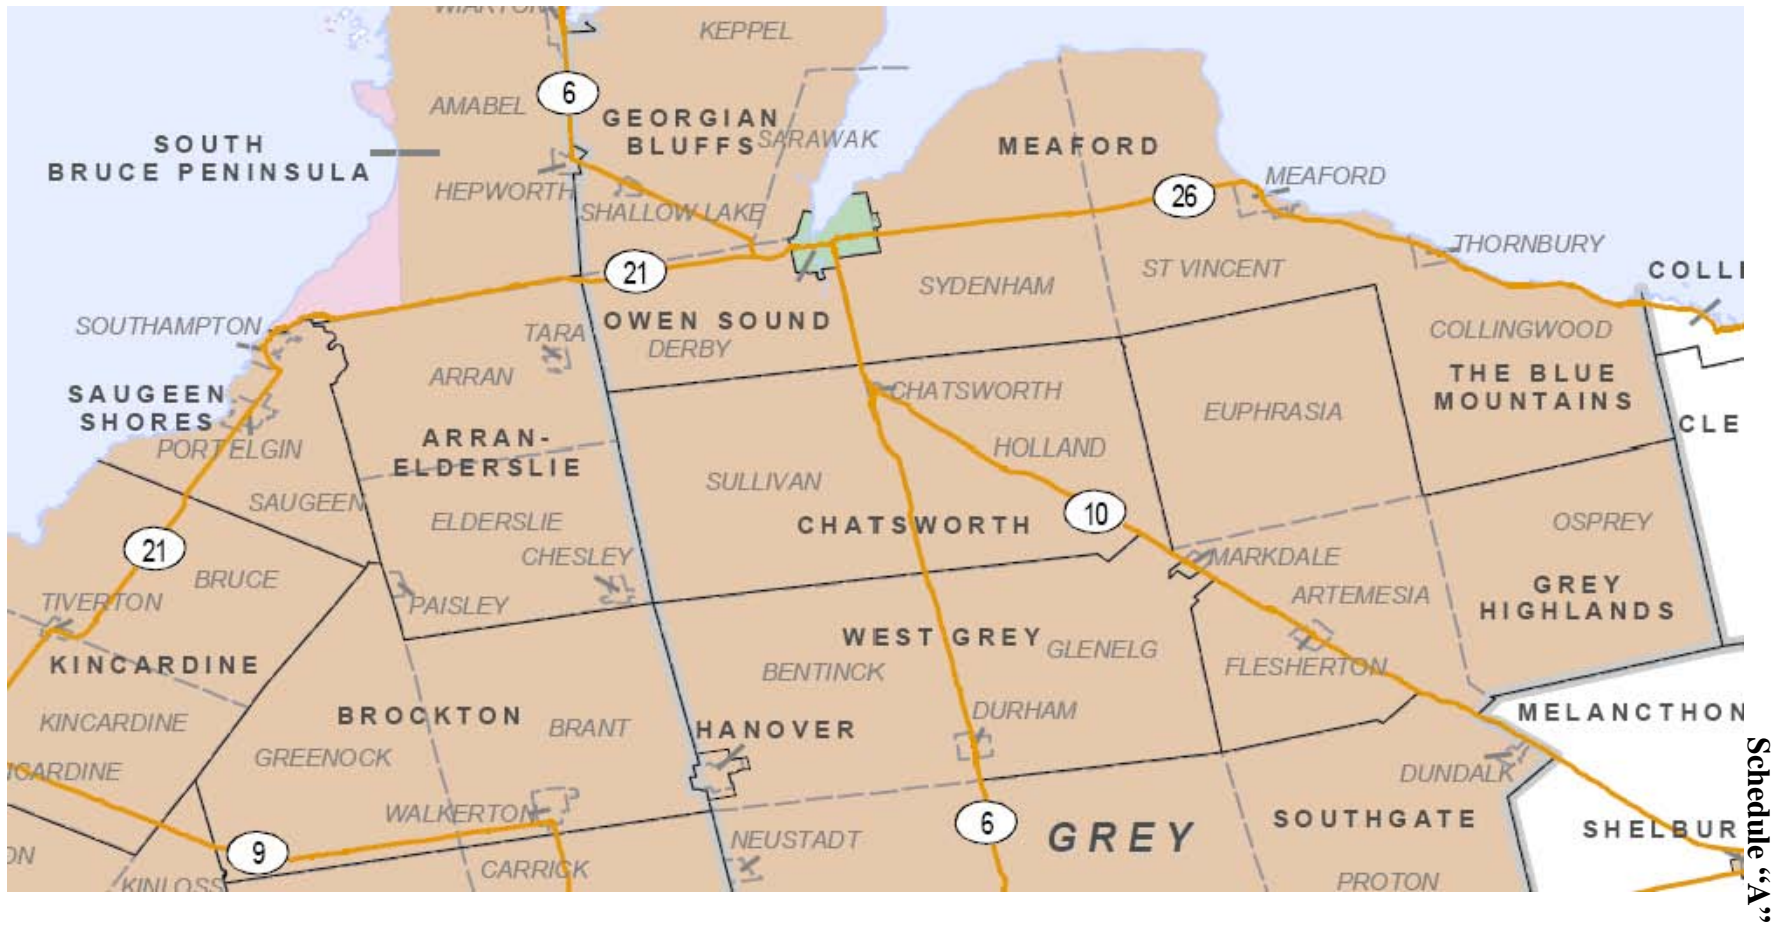 WIARTON
KEPPEL
6
AMABEL
GEORGIAN
BLUFFS
SARAWAK
SOUTH
BRUCE PENINSULA
MEAFORD
26
MEAFORD
HEPWORTH
SHALLOW LAKE
THORNBURY
21
SYDENHAM
ST VINCENT
COLLI
SOUTHAMPTON
TARA
OWEN SOUND
DERBY
COLLINGWOOD
ARRAN
CHATSWORTH
THE BLUE
MOUNTAINS
SAUGEEN
SHORES
EUPHRASIA
CLE
PORT ELGIN
ARRAN-
ELDERSLIE
HOLLAND
SAUGEEN
SULLIVAN
10
ELDERSLIE
CHATSWORTH
OSPREY
21
CHESLEY
MARKDALE
BRUCE
TIVERTON
PAISLEY
ARTEMESIA
GREY
HIGHLANDS
KINCARDINE
WEST GREY
GLENELG
BENTINCK
FLESHERTON
KINCARDINE
BROCKTON
BRANT
HANOVER
DURHAM
MELANCTHON
GREENOCK
ICARDINE
DUNDALK
WALKERTON
6
GREY
SOUTHGATE
SHELBUR
NEUSTADT
ON
9
CARRICK
KINLOSS
PROTON
Schedule “A”